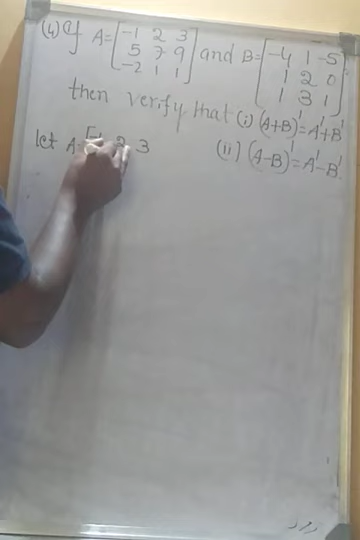 (4) If A = [-1 2 3 and B = [-4 1 -5
5 7 9 1 2 0
-2 1 1] 1 3 1]
then verify that (i) (A+B)' = A'+B'
(ii) (A-B)' = A'-B'
let A = [-1 2 3